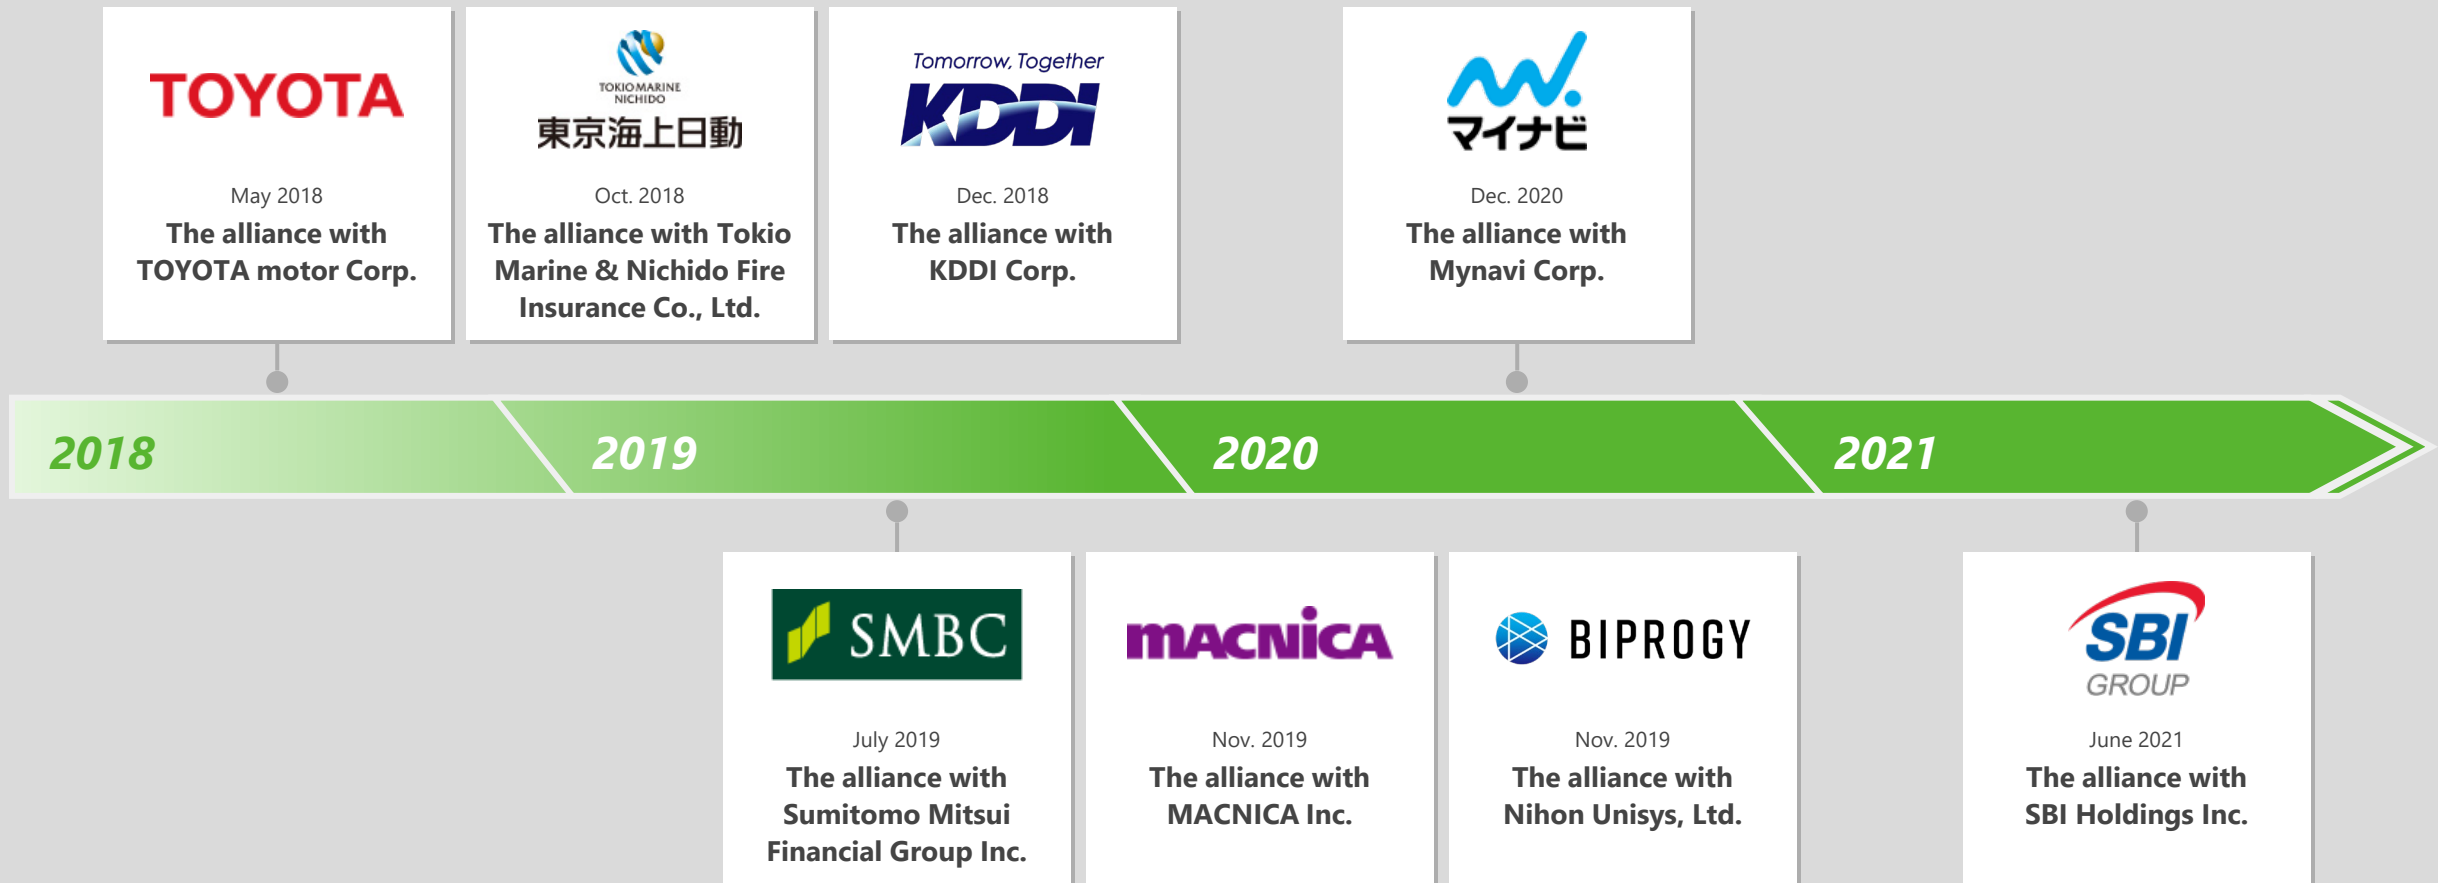 TOYOTA
May 2018
The alliance with
TOYOTA motor Corp.
TOKIO MARINE
NICHIDO
東京海上日動
Oct. 2018
The alliance with Tokio
Marine & Nichido Fire
Insurance Co., Ltd.
Tomorrow, Together
KDDI
Dec. 2018
The alliance with
KDDI Corp.
マイナビ
Dec. 2020
The alliance with
Mynavi Corp.
2018
2019
2020
2021
SMBC
July 2019
The alliance with
Sumitomo Mitsui
Financial Group Inc.
MACNICA
Nov. 2019
The alliance with
MACNICA Inc.
BIPROGY
Nov. 2019
The alliance with
Nihon Unisys, Ltd.
SBI
GROUP
June 2021
The alliance with
SBI Holdings Inc.